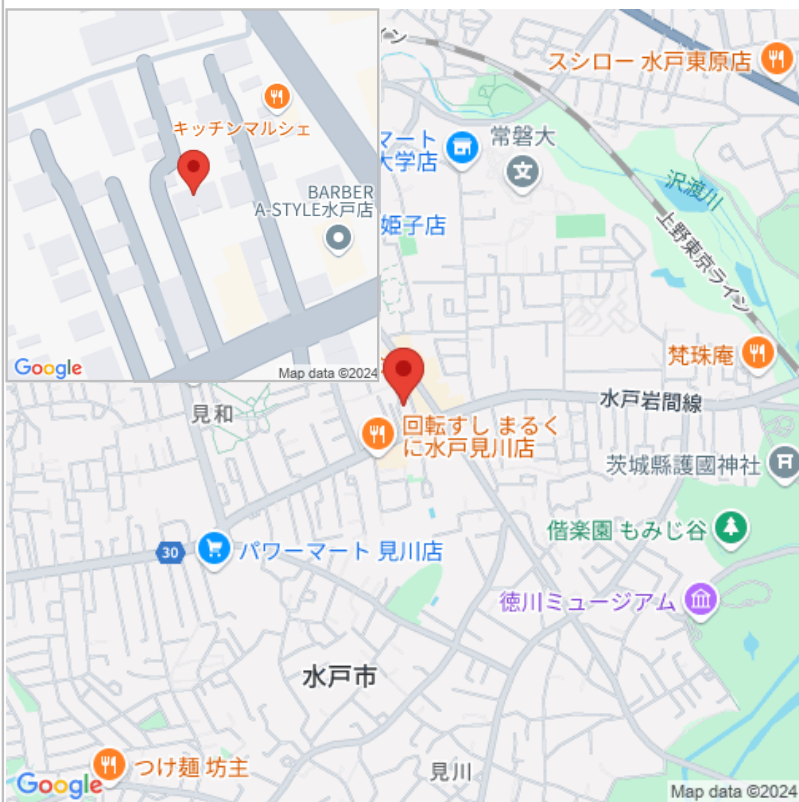 キッチンマルシェ
BARBER
A-STYLE水戸店
Google
Map data ©2024
イン
スシロー 水戸東原店
マート
大学店
常磐大
沢渡川
姫子店
上野東京ライン
梵珠庵
水戸岩間線
見和
回転すし まるく
に水戸見川店
茨城縣護國神社
偕楽園 もみじ谷
30
パワーマート 見川店
徳川ミュージアム
水戸市
つけ麺 坊主
見川
Google
Map data ©2024